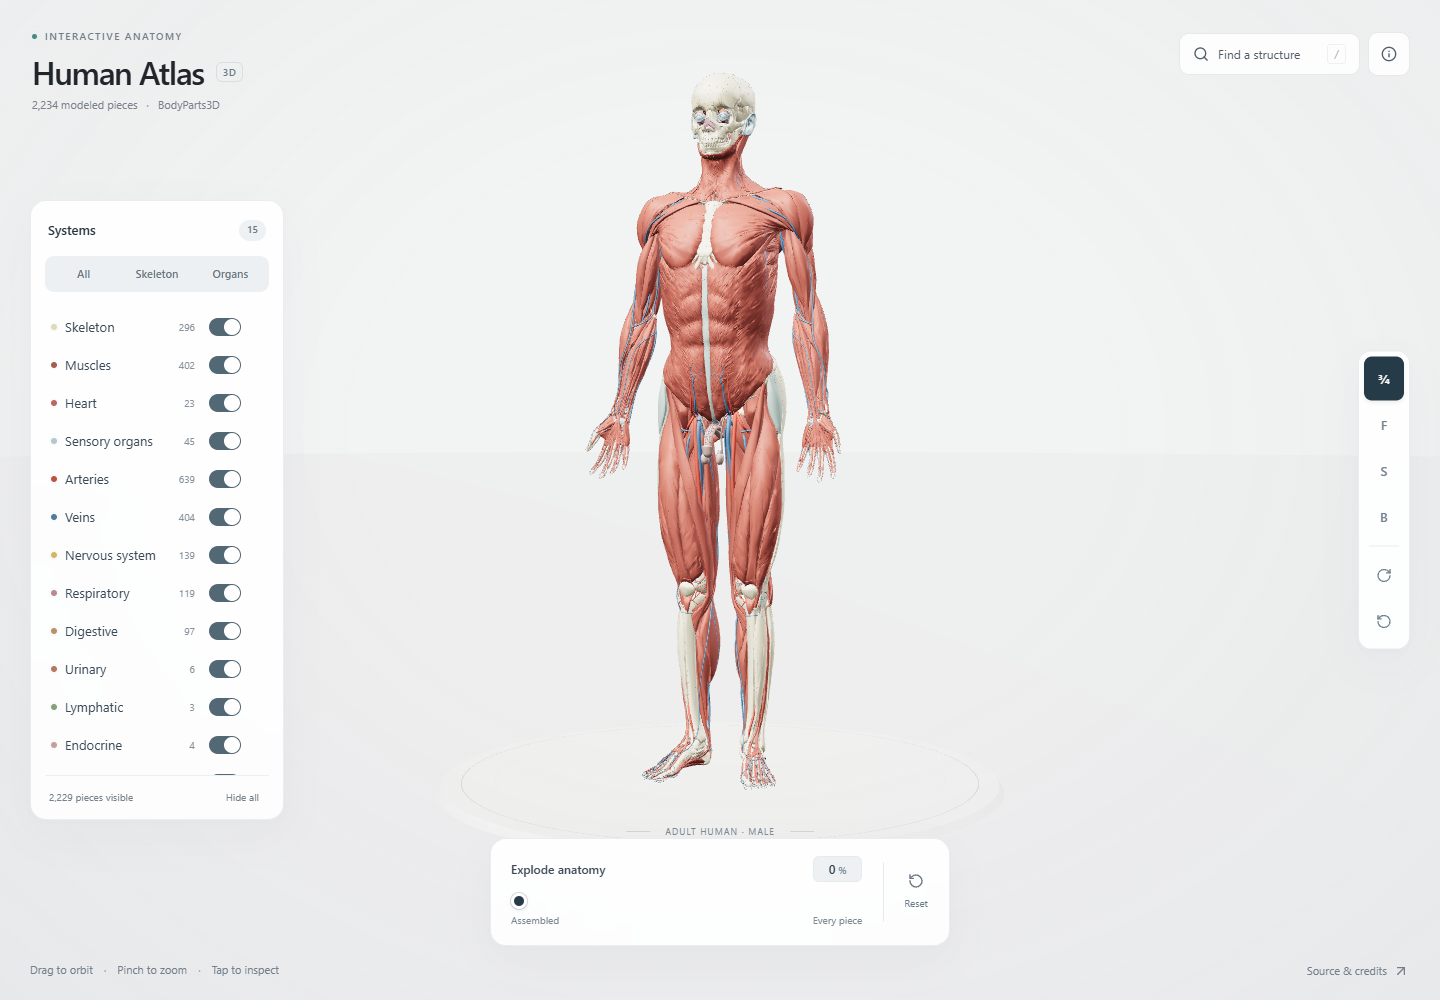 INTERACTIVE ANATOMY
Human Atlas 3D
2,234 modeled pieces · BodyParts3D
Find a structure /
Systems 15
All Skeleton Organs
Skeleton 296
Muscles 402
Heart 23
Sensory organs 45
Arteries 639
Veins 404
Nervous system 139
Respiratory 119
Digestive 97
Urinary 6
Lymphatic 3
Endocrine 4
2,229 pieces visible Hide all
¾
F
S
B
ADULT HUMAN · MALE
Explode anatomy 0 %
Assembled Every piece
Reset
Drag to orbit · Pinch to zoom · Tap to inspect
Source & credits